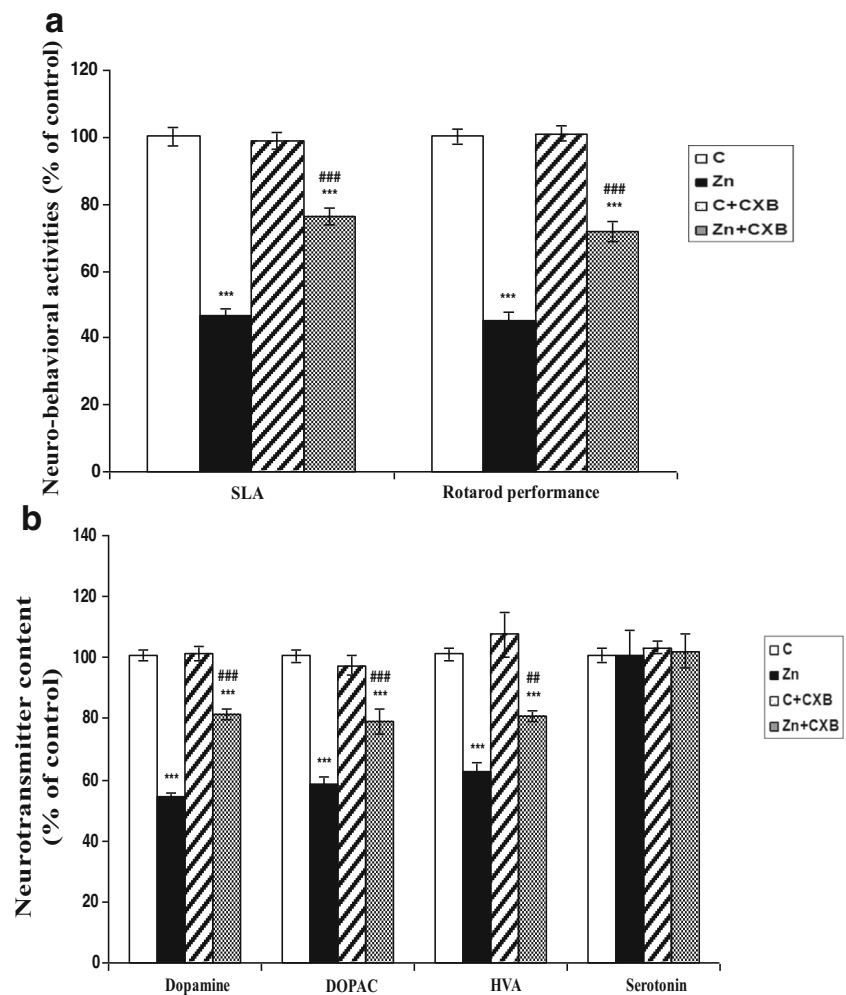 a
Neuro-behavioral activities (% of control)
120
100
80
60
40
20
0
***
###
***
***
###
***
SLA
Rotarod performance
C
Zn
C+CXB
Zn+CXB
b
Neurotransmitter content
(% of control)
140
120
100
80
60
40
20
0
***
###
***
***
###
***
***
##
***
Dopamine
DOPAC
HVA
Serotonin
C
Zn
C+CXB
Zn+CXB